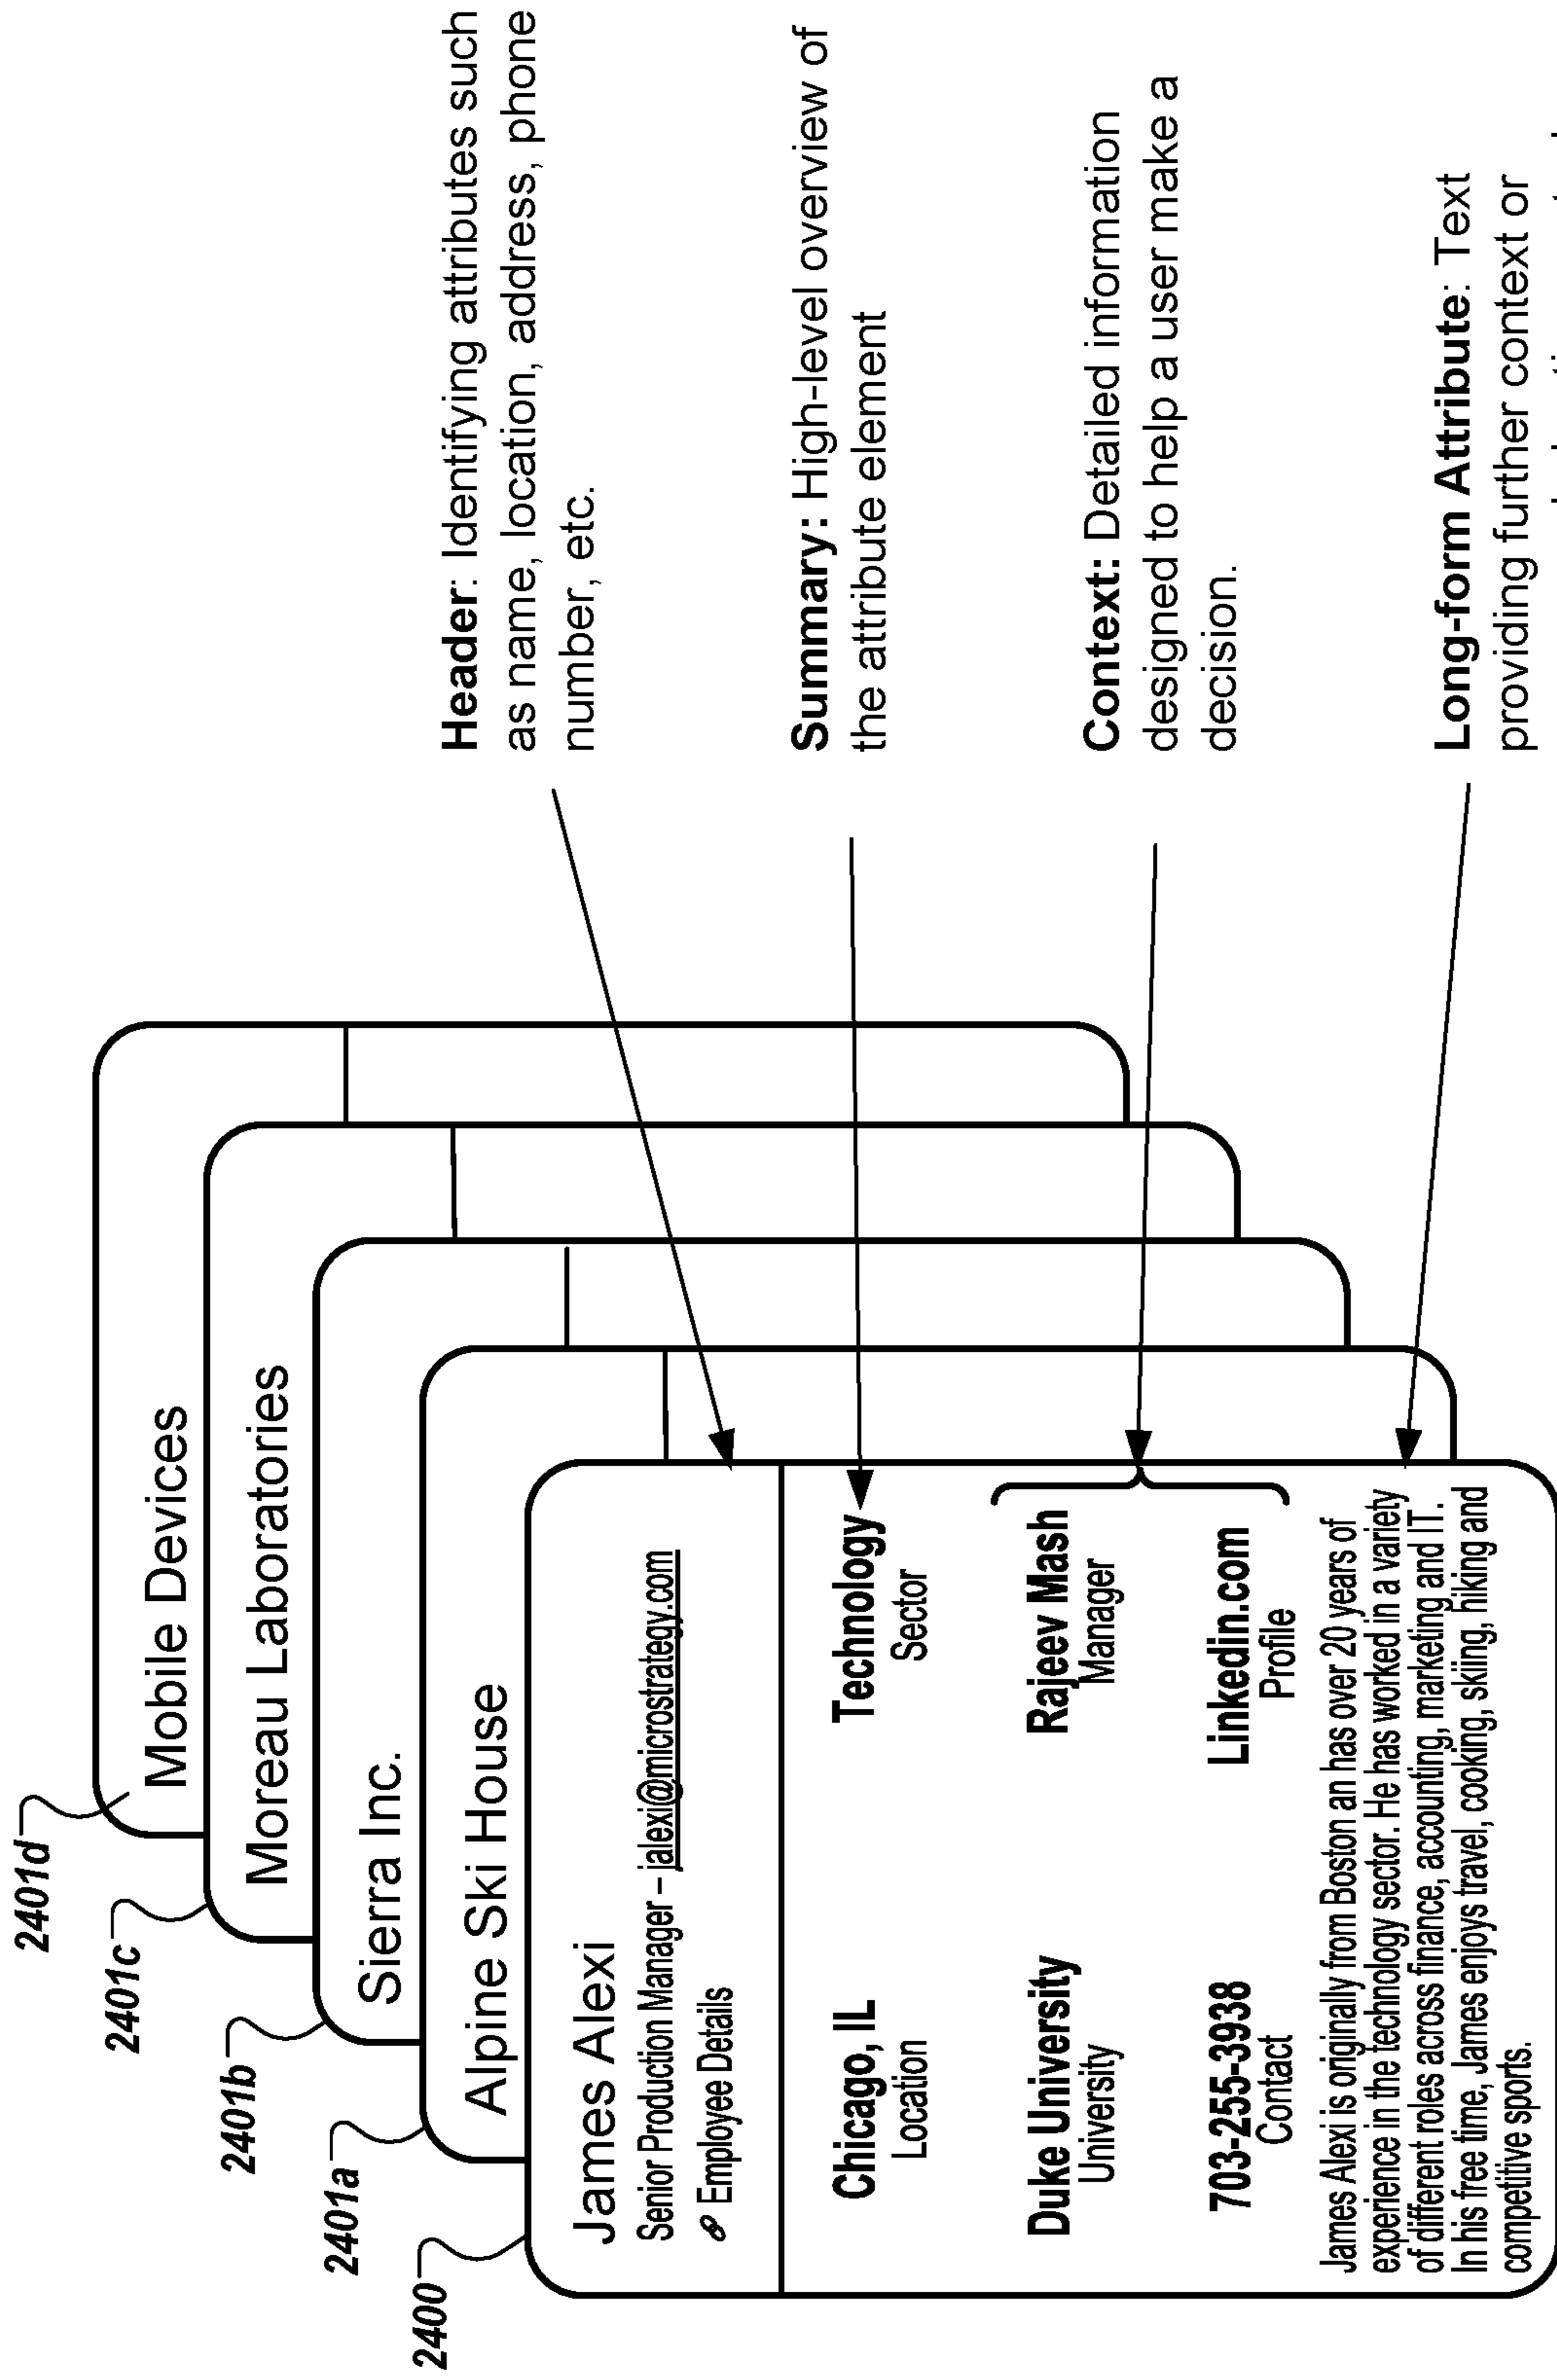 2401d
Mobile Devices
2401c
Moreau Laboratories
2401b
Sierra Inc.
2401a
Alpine Ski House
2400
James Alexi
Senior Production Manager – jalexi@microstrategy.com
Employee Details
Chicago, IL
Location
Technology
Sector
Duke University
University
Rajeev Mash
Manager
703-255-3938
Contact
Linkedin.com
Profile
James Alexi is originally from Boston an has over 20 years of
experience in the technology sector. He has worked in a variety
of different roles across finance, accounting, marketing and IT.
In his free time, James enjoys travel, cooking, skiing, hiking and
competitive sports.
Header: Identifying attributes such
as name, location, address, phone
number, etc.
Summary: High-level overview of
the attribute element
Context: Detailed information
designed to help a user make a
decision.
Long-form Attribute: Text
providing further context or